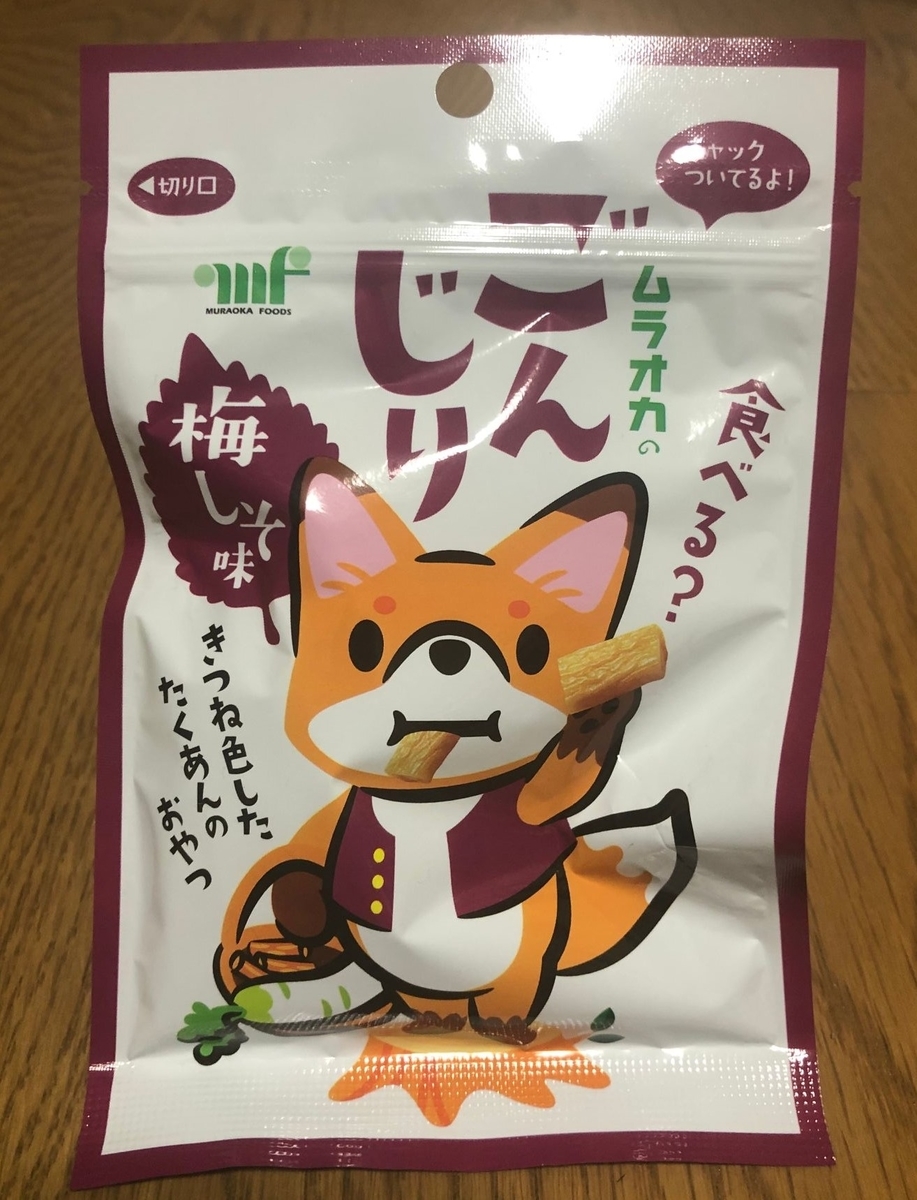 切り口
チャック
ついてるよ!
mf
MURAOKA FOODS
ムラオカの
ごん
じり
食べる?
梅
しそ
味
きつね色した
たくあんの
おやつ